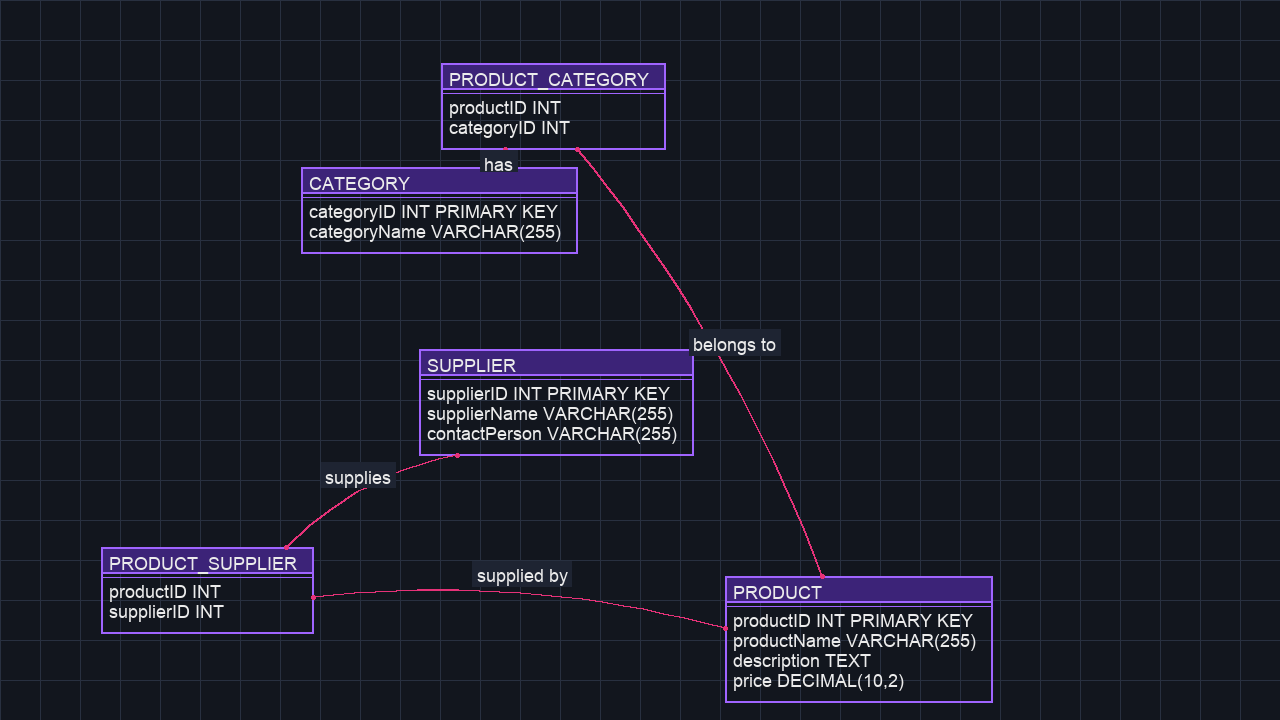 PRODUCT_CATEGORY
productID INT
categoryID INT
has
CATEGORY
categoryID INT PRIMARY KEY
categoryName VARCHAR(255)
belongs to
SUPPLIER
supplierID INT PRIMARY KEY
supplierName VARCHAR(255)
contactPerson VARCHAR(255)
supplies
PRODUCT_SUPPLIER
productID INT
supplierID INT
supplied by
PRODUCT
productID INT PRIMARY KEY
productName VARCHAR(255)
description TEXT
price DECIMAL(10,2)